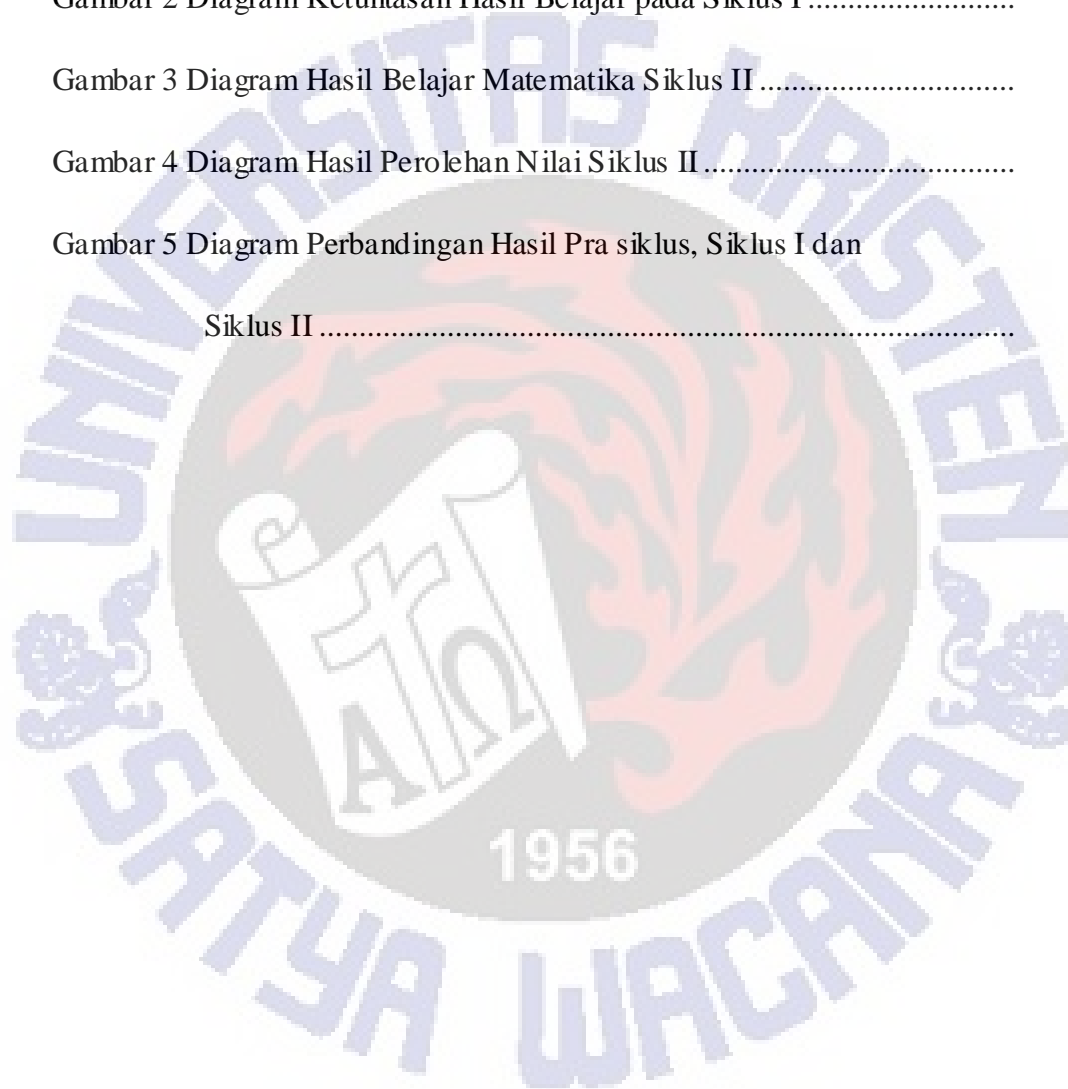 Gambar 2 Diagram Ketuntasan Hasil Belajar pada Siklus I ..........................
Gambar 3 Diagram Hasil Belajar Matematika Siklus II ................................
Gambar 4 Diagram Hasil Perolehan Nilai Siklus II .......................................
Gambar 5 Diagram Perbandingan Hasil Pra siklus, Siklus I dan
Siklus II ........................................................................................
UNIVERSITAS KRISTEN
ΑΩ
1956
SATYA WACANA